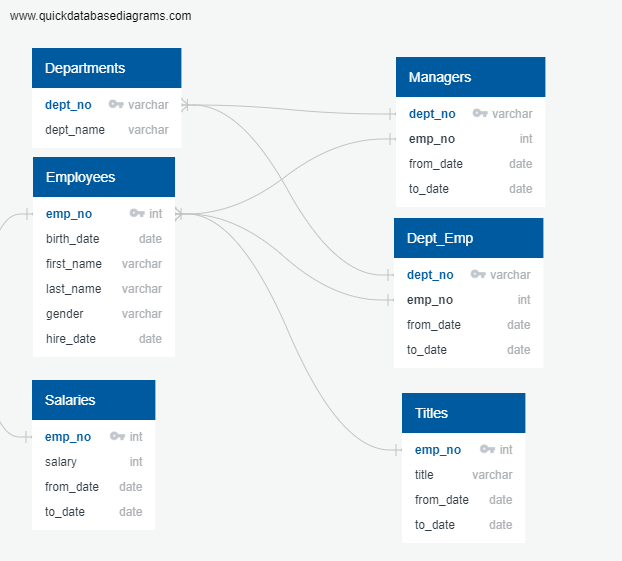 www.quickdatabasediagrams.com
Departments
dept_no varchar
dept_name varchar
Employees
emp_no int
birth_date date
first_name varchar
last_name varchar
gender varchar
hire_date date
Salaries
emp_no int
salary int
from_date date
to_date date
Managers
dept_no varchar
emp_no int
from_date date
to_date date
Dept_Emp
dept_no varchar
emp_no int
from_date date
to_date date
Titles
emp_no int
title varchar
from_date date
to_date date